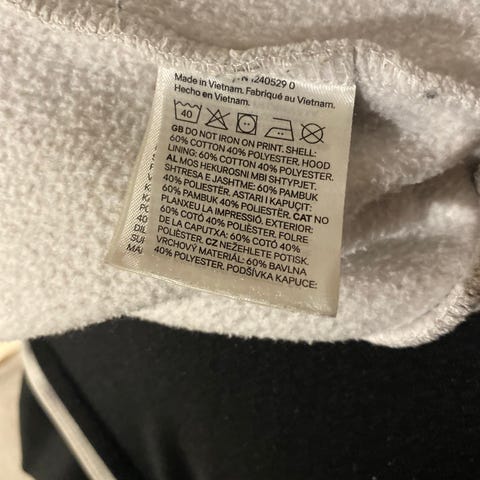 1240529 0
Made in Vietnam. Fabriqué au Vietnam.
Hecho en Vietnam.
40
GB DO NOT IRON ON PRINT. SHELL:
60% COTTON 40% POLYESTER. HOOD
LINING: 60% COTTON 40% POLYESTER.
AL MOS HEKUROSNI MBI SHTYPJET.
SHTRESA E JASHTME: 60% PAMBUK
40% POLIESTËR. ASTARI I KAPUÇIT:
60% PAMBUK 40% POLIESTËR. CAT NO
PLANXEU LA IMPRESSIÓ. EXTERIOR:
60% COTÓ 40% POLIÈSTER. FOLRE
DE LA CAPUTXA: 60% COTÓ 40%
POLIÈSTER. CZ NEŽEHLETE POTISK.
VRCHOVÝ MATERIÁL: 60% BAVLNA
40% POLYESTER. PODŠÍVKA KAPUCE: